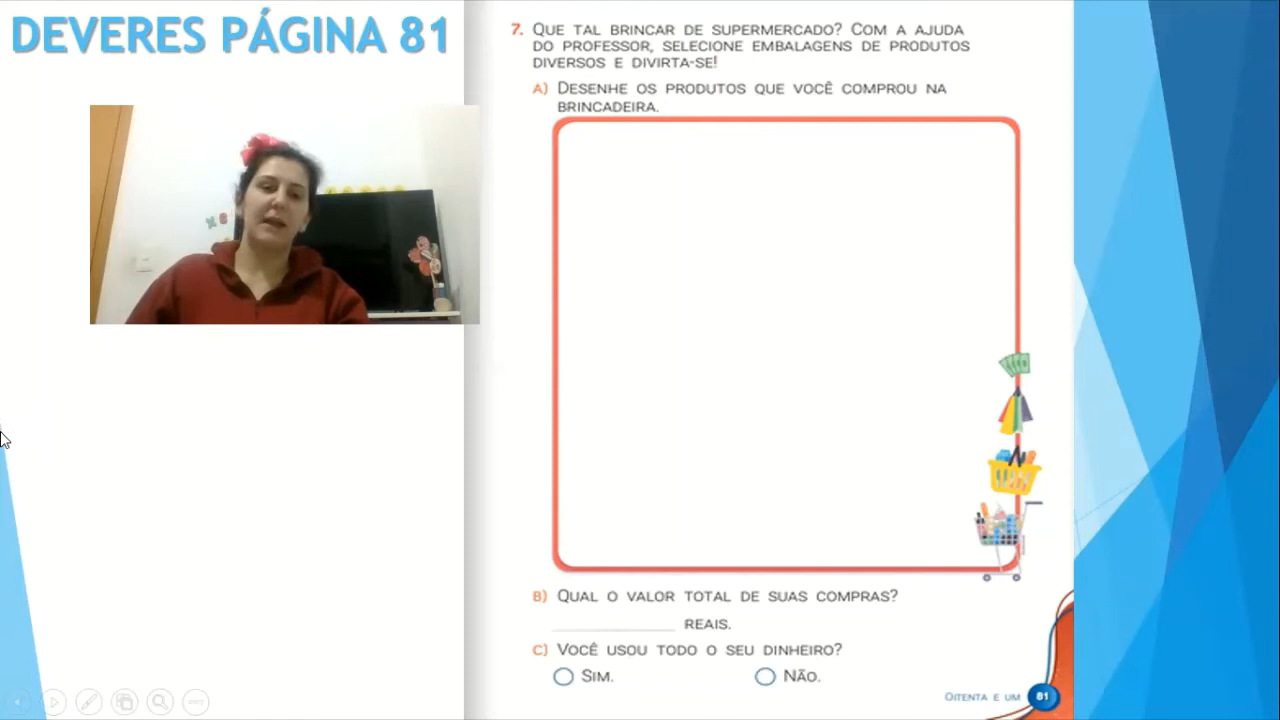 DEVERES PÁGINA 81
7. QUE TAL BRINCAR DE SUPERMERCADO? COM A AJUDA
DO PROFESSOR, SELECIONE EMBALAGENS DE PRODUTOS
DIVERSOS E DIVIRTA-SE!
A) DESENHE OS PRODUTOS QUE VOCÊ COMPROU NA
BRINCADEIRA.
B) QUAL O VALOR TOTAL DE SUAS COMPRAS?
____________ REAIS.
C) VOCÊ USOU TODO O SEU DINHEIRO?
SIM. NÃO.
OITENTA E UM 81